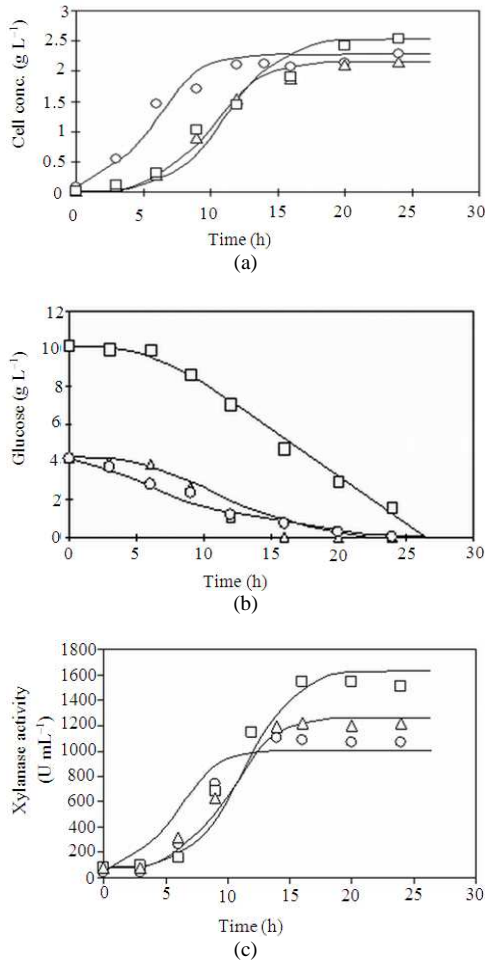 Cell conc. (g L⁻¹)
3
2.5
2
1.5
1
0.5
0
0 5 10 15 20 25 30
Time (h)
(a)
Glucose (g L⁻¹)
12
10
8
6
4
2
0
0 5 10 15 20 25 30
Time (h)
(b)
Xylanase activity
(U mL⁻¹)
1800
1600
1400
1200
1000
800
600
400
200
0
0 5 10 15 20 25 30
Time (h)
(c)